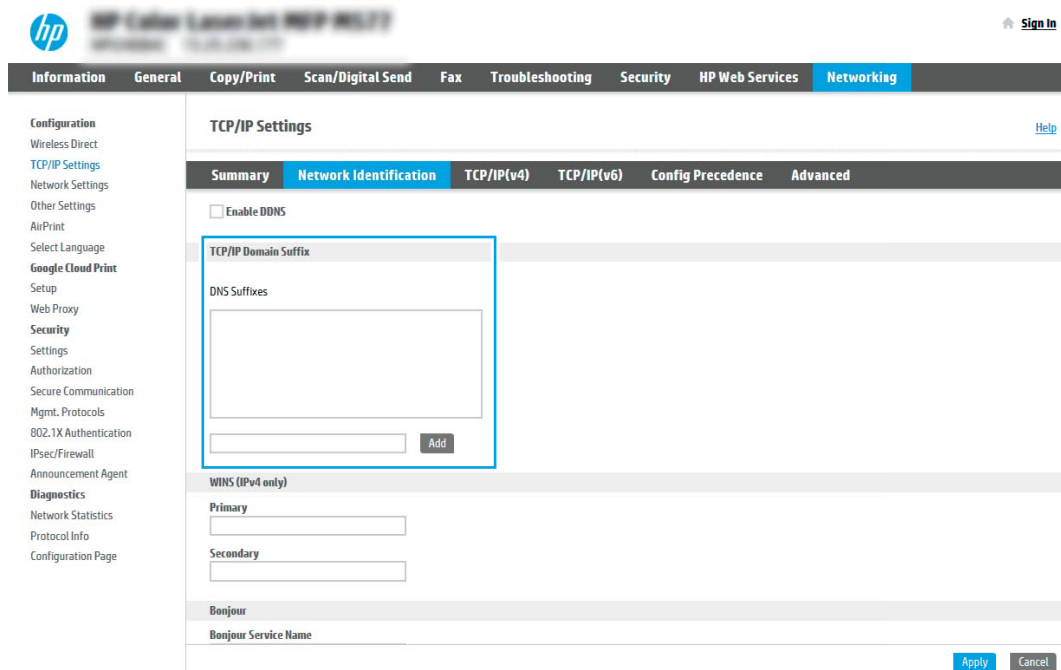 hp
Sign In
Information General Copy/Print Scan/Digital Send Fax Troubleshooting Security HP Web Services Networking
Configuration
Wireless Direct
TCP/IP Settings
Network Settings
Other Settings
AirPrint
Select Language
Google Cloud Print
Setup
Web Proxy
Security
Settings
Authorization
Secure Communication
Mgmt. Protocols
802.1X Authentication
IPsec/Firewall
Announcement Agent
Diagnostics
Network Statistics
Protocol Info
Configuration Page
TCP/IP Settings
Help
Summary Network Identification TCP/IP(v4) TCP/IP(v6) Config Precedence Advanced
Enable DDNS
TCP/IP Domain Suffix
DNS Suffixes
Add
WINS (IPv4 only)
Primary
Secondary
Bonjour
Bonjour Service Name
Apply Cancel